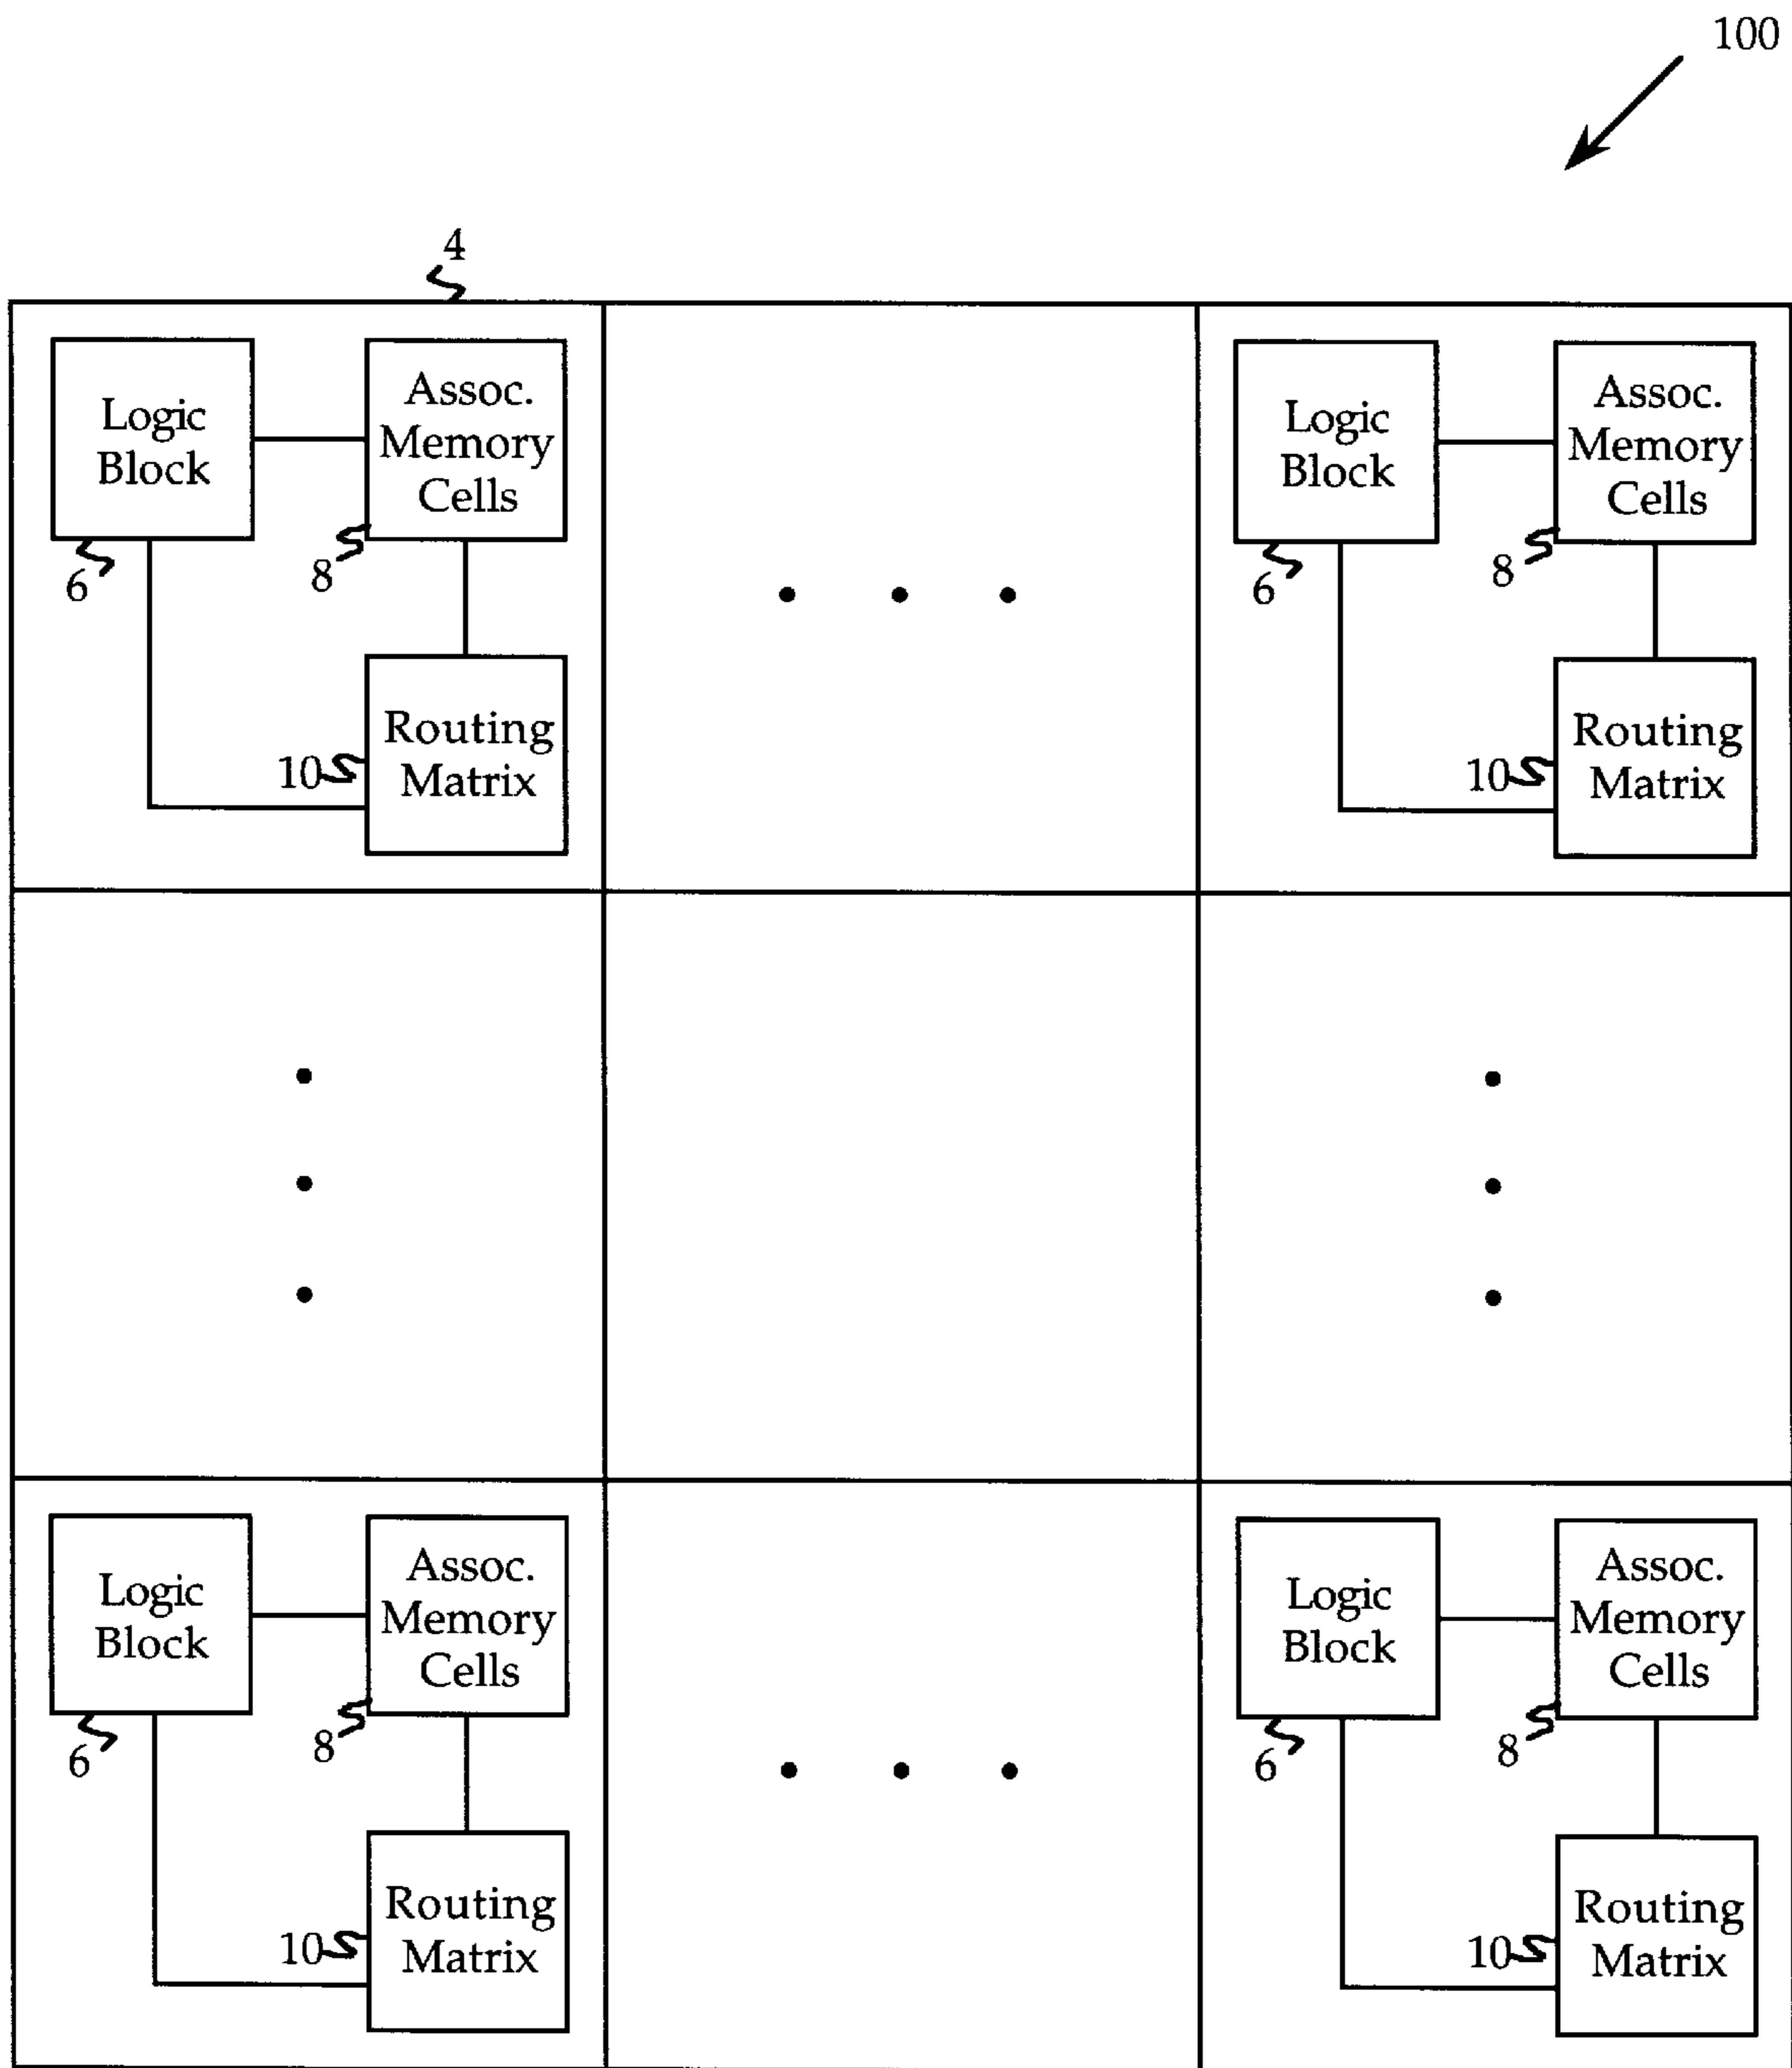 100
4
Logic
Block
Assoc.
Memory
Cells
6
8
Routing
Matrix
10
Logic
Block
Assoc.
Memory
Cells
6
8
Routing
Matrix
10
Logic
Block
Assoc.
Memory
Cells
6
8
Routing
Matrix
10
Logic
Block
Assoc.
Memory
Cells
6
8
Routing
Matrix
10